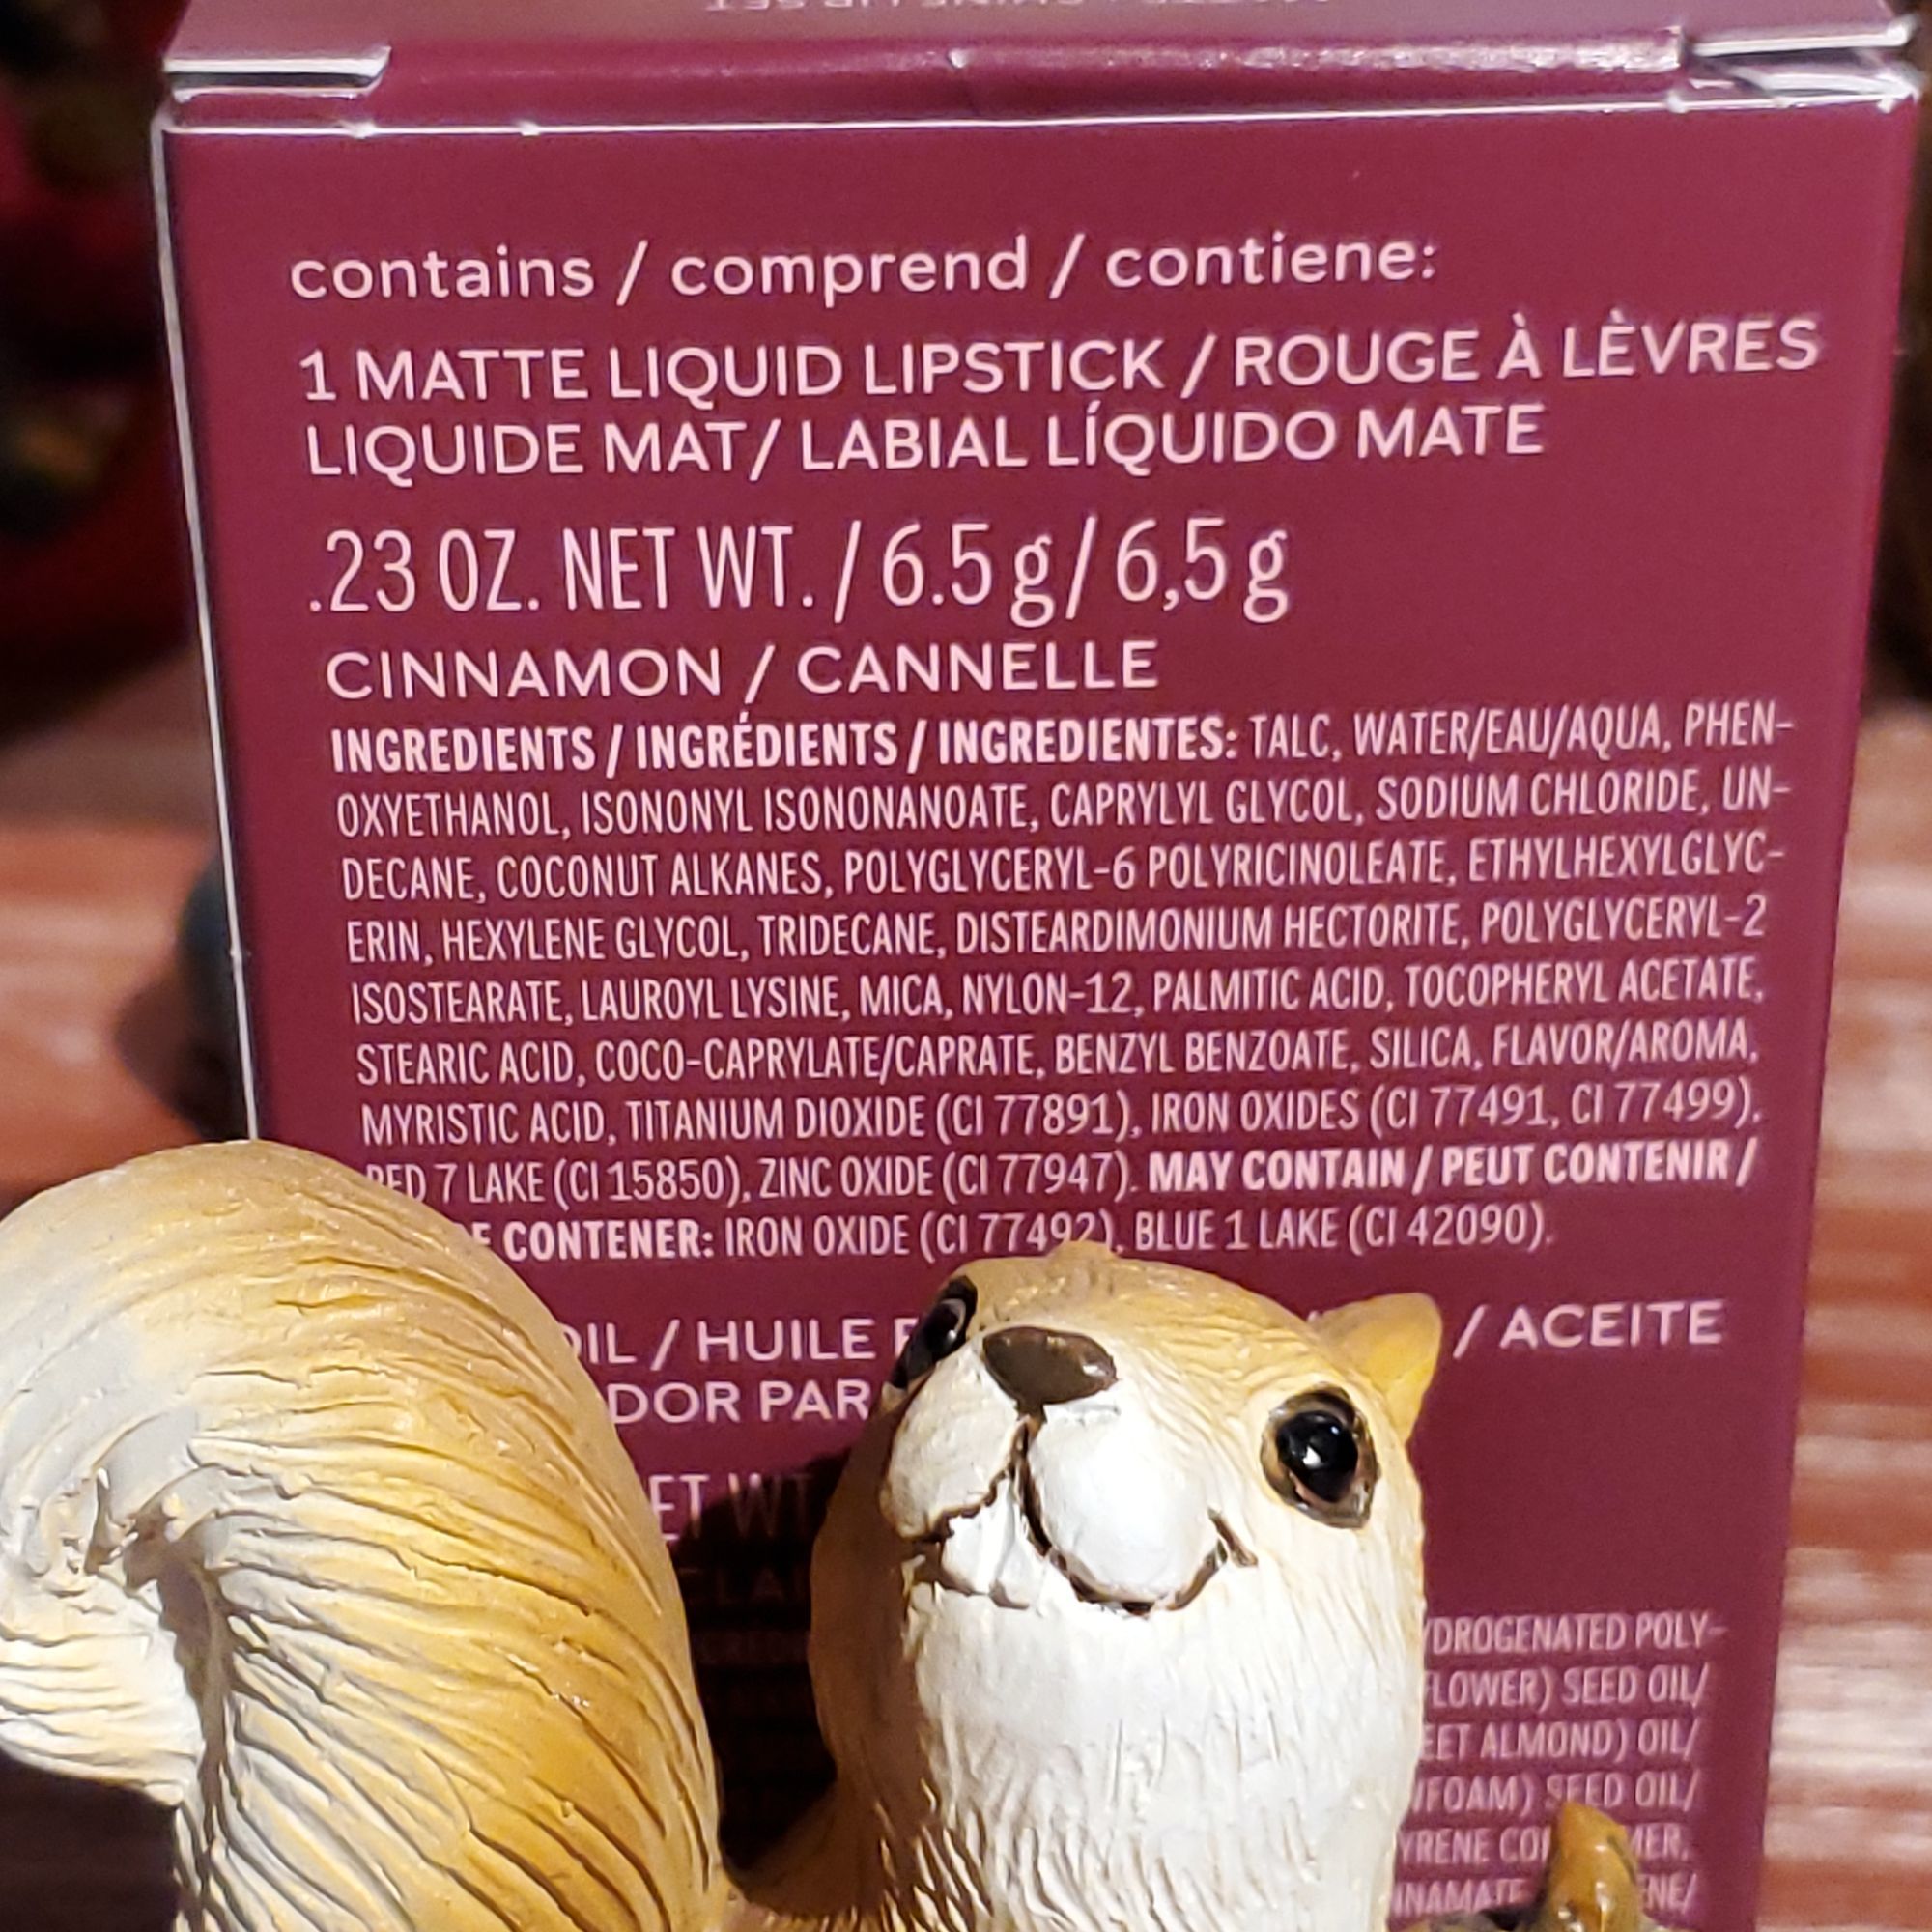 contains / comprend / contiene:
1 MATTE LIQUID LIPSTICK / ROUGE À LÈVRES
LIQUIDE MAT/ LABIAL LÍQUIDO MATE
.23 OZ. NET WT. / 6.5 g/ 6,5 g
CINNAMON / CANNELLE
INGREDIENTS / INGRÉDIENTS / INGREDIENTES: TALC, WATER/EAU/AQUA, PHEN-
OXYETHANOL, ISONONYL ISONONANOATE, CAPRYLYL GLYCOL, SODIUM CHLORIDE, UN-
DECANE, COCONUT ALKANES, POLYGLYCERYL-6 POLYRICINOLEATE, ETHYLHEXYLGLYC-
ERIN, HEXYLENE GLYCOL, TRIDECANE, DISTEARDIMONIUM HECTORITE, POLYGLYCERYL-2
ISOSTEARATE, LAUROYL LYSINE, MICA, NYLON-12, PALMITIC ACID, TOCOPHERYL ACETATE,
STEARIC ACID, COCO-CAPRYLATE/CAPRATE, BENZYL BENZOATE, SILICA, FLAVOR/AROMA,
MYRISTIC ACID, TITANIUM DIOXIDE (CI 77891), IRON OXIDES (CI 77491, CI 77499),
RED 7 LAKE (CI 15850), ZINC OXIDE (CI 77947). MAY CONTAIN / PEUT CONTENIR /
CONTENER: IRON OXIDE (CI 77492), BLUE 1 LAKE (CI 42090).
OIL / HUILE / ACEITE
DOR PAR
ET WT
YDROGENATED POLY-
FLOWER) SEED OIL/
EET ALMOND) OIL/
FOAM) SEED OIL/